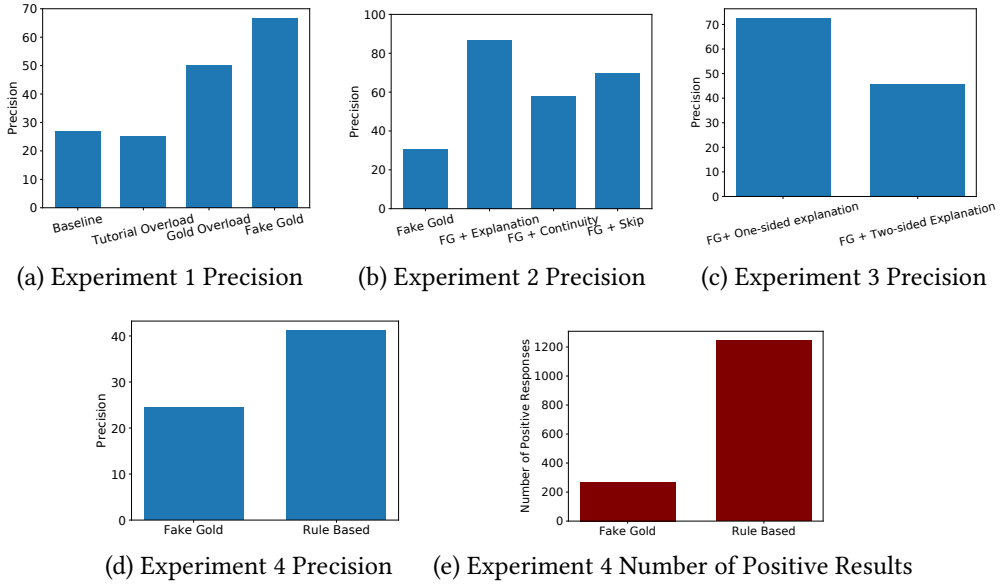 70
60
50
40
30
20
10
0
Precision
Baseline
Tutorial Overload
Gold Overload
Fake Gold
(a) Experiment 1 Precision
100
80
60
40
20
0
Precision
Fake Gold
FG + Explanation
FG + Continuity
FG + Skip
(b) Experiment 2 Precision
70
60
50
40
30
20
10
0
Precision
FG+ One-sided explanation
FG + Two-sided Explanation
(c) Experiment 3 Precision
40
30
20
10
0
Precision
Fake Gold
Rule Based
(d) Experiment 4 Precision
1200
1000
800
600
400
200
0
Number of Positive Responses
Fake Gold
Rule Based
(e) Experiment 4 Number of Positive Results